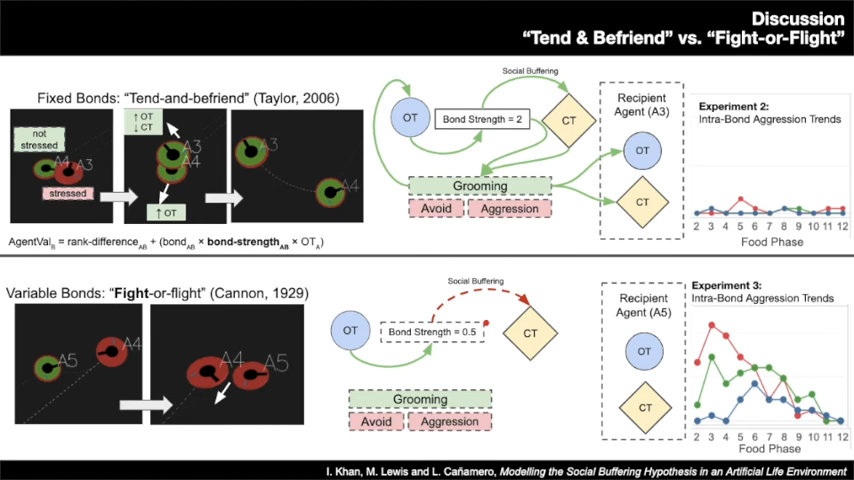 Discussion
“Tend & Befriend” vs. “Fight-or-Flight”
Fixed Bonds: “Tend-and-befriend” (Taylor, 2006)
not
stressed
A4
A3
stressed
↑ OT
↓ CT
A3
A4
↑ OT
A3
A4
AgentVal_B = rank-difference_AB + (bond_AB × bond-strength_AB × OT_A)
Social Buffering
OT
Bond Strength = 2
CT
Grooming
Avoid
Aggression
Recipient
Agent (A3)
OT
CT
Experiment 2:
Intra-Bond Aggression Trends
2 3 4 5 6 7 8 9 10 11 12
Food Phase
Variable Bonds: “Fight-or-flight” (Cannon, 1929)
A5
A4
A4
A5
Social Buffering
OT
Bond Strength = 0.5
CT
Grooming
Avoid
Aggression
Recipient
Agent (A5)
OT
CT
Experiment 3:
Intra-Bond Aggression Trends
2 3 4 5 6 7 8 9 10 11 12
Food Phase
I. Khan, M. Lewis and L. Cañamero, Modelling the Social Buffering Hypothesis in an Artificial Life Environment